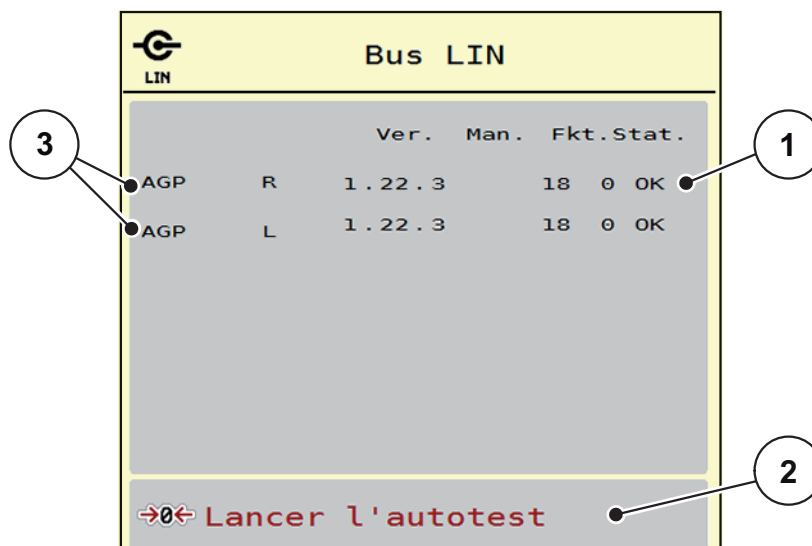 Bus LIN
LIN
Ver. Man. Fkt.Stat.
3
1
AGP R 1.22.3 18 0 OK
AGP L 1.22.3 18 0 OK
2
→0← Lancer l'autotest